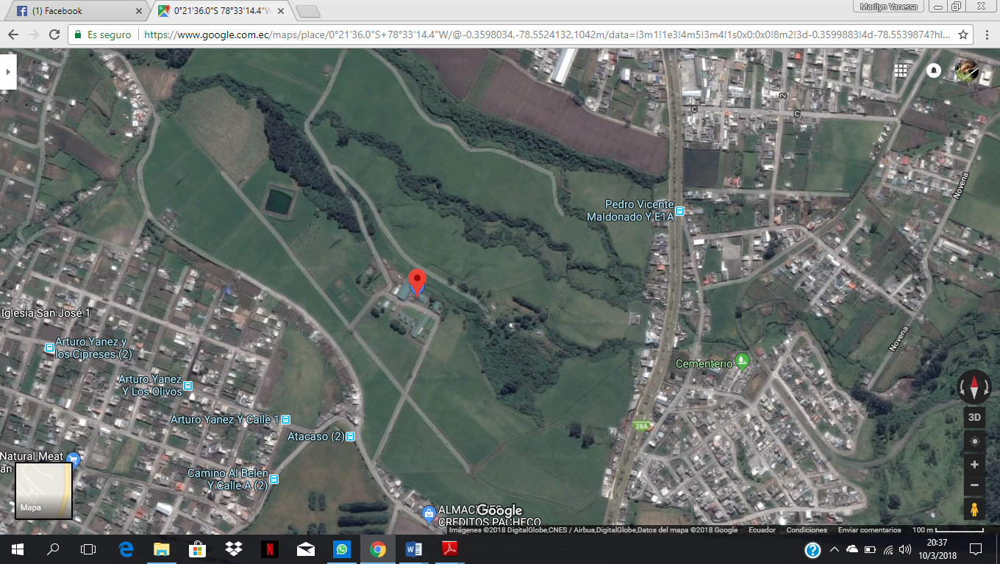 (1) Facebook
0°21'36.0"S 78°33'14.4"W
Marilyn Vanessa
Es seguro
https://www.google.com.ec/maps/place/0°21'36.0"S+78°33'14.4"W/@-0.3598034,-78.5524132,1042m/data=!3m1!1e3!4m5!3m4!1s0x0:0x0!8m2!3d-0.3599883!4d-78.5539874?hl...
2
C
C
Novena
Pedro Vicente
Maldonado Y E1A
Iglesia San José 1
Arturo Yanez y
los Cipreses (2)
Novena
Cementerio
Arturo Yanez
Y Los Olivos
3D
Arturo Yanez Y Calle 1
28A
Atacaso (2)
Natural Meat
an
Camino Al Belen
Y Calle A (2)
Mapa
ALMAC
Google
CREDITOS PACHECO
Imágenes ©2018 DigitalGlobe,CNES / Airbus,DigitalGlobe,Datos del mapa ©2018 Google
Ecuador
Condiciones
Enviar comentarios
100 m
20:37
10/3/2018